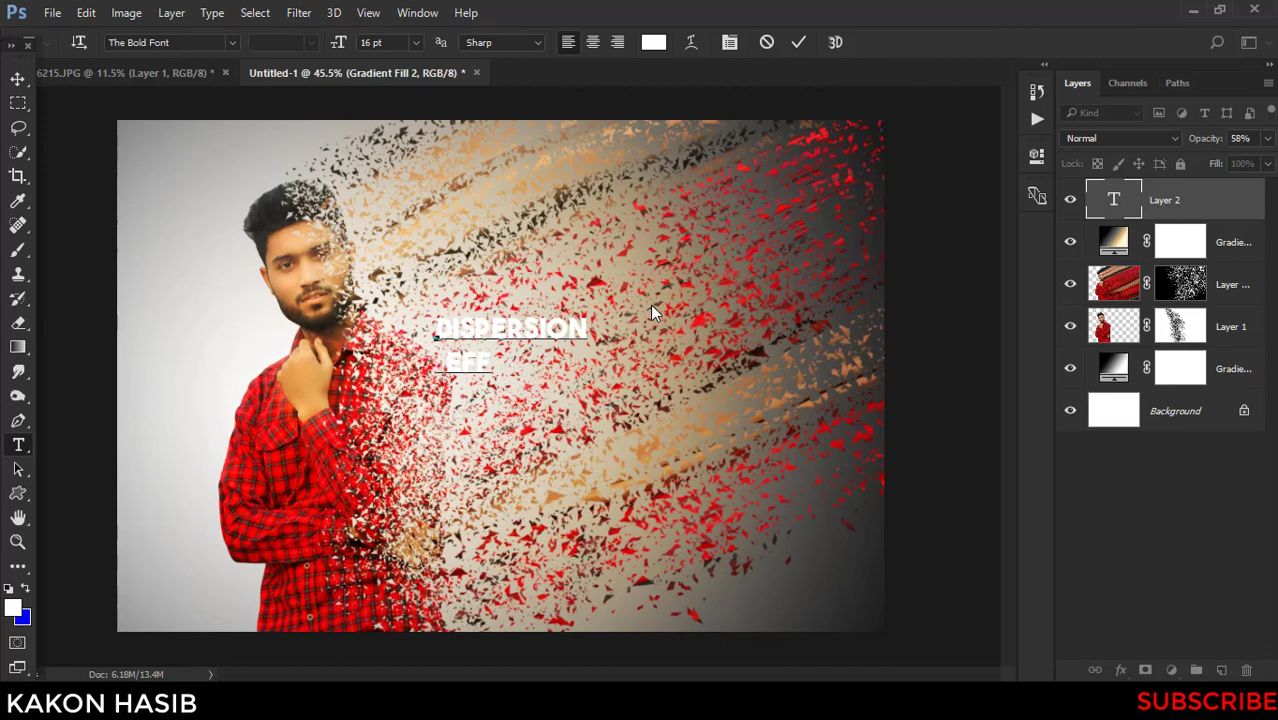 Ps File Edit Image Layer Type Select Filter 3D View Window Help
The Bold Font 16 pt Sharp 3D
6215.JPG @ 11.5% (Layer 1, RGB/8) * Untitled-1 @ 45.5% (Gradient Fill 2, RGB/8) *
Layers Channels Paths
Kind
Normal Opacity: 58%
Lock: Fill: 100%
T Layer 2
Gradie...
Layer ...
Layer 1
Gradie...
Background
DISPERSION
EFE
Doc: 6.18M/13.4M
KAKON HASIB
SUBSCRIBE